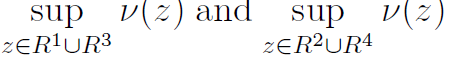 sup ν(z) and sup ν(z)
z∈R¹∪R³ z∈R²∪R⁴